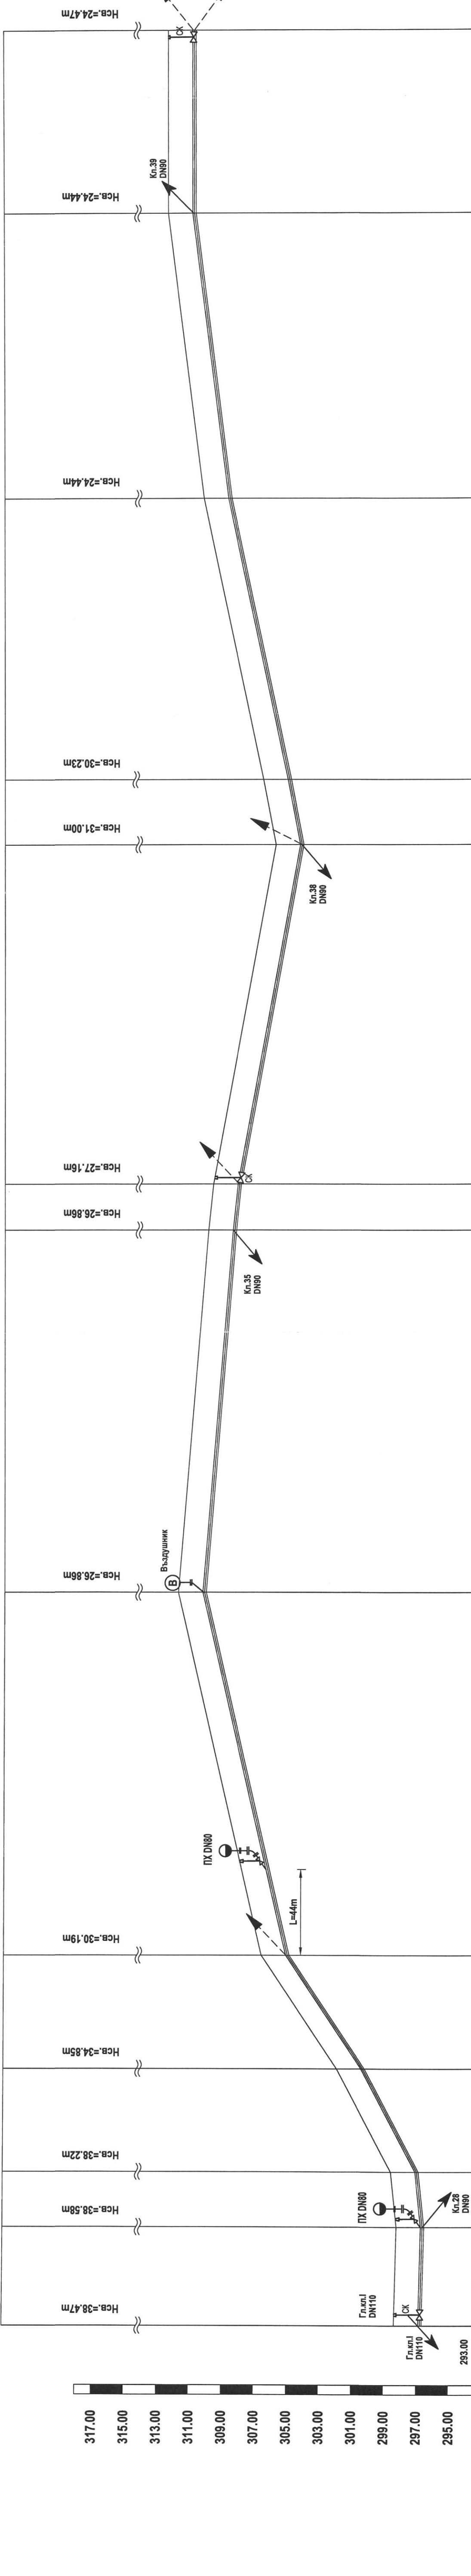 Нсв.=38.47m
Нсв.=38.58m
Нсв.=38.22m
Нсв.=34.85m
Нсв.=30.19m
Нсв.=26.86m
Нсв.=26.86m
Нсв.=27.16m
Нсв.=31.00m
Нсв.=30.23m
Нсв.=24.44m
Нсв.=24.44m
Нсв.=24.47m
317.00
315.00
313.00
311.00
309.00
307.00
305.00
303.00
301.00
299.00
297.00
295.00
293.00
Гл.кл.I
DN110
СК
Гл.кл.I
DN110
ПХ DN80
Кл.28
DN90
L=44m
ПХ DN80
В
Въздушник
Кл.35
DN90
СК
Кл.38
DN90
Кл.39
DN90
СК